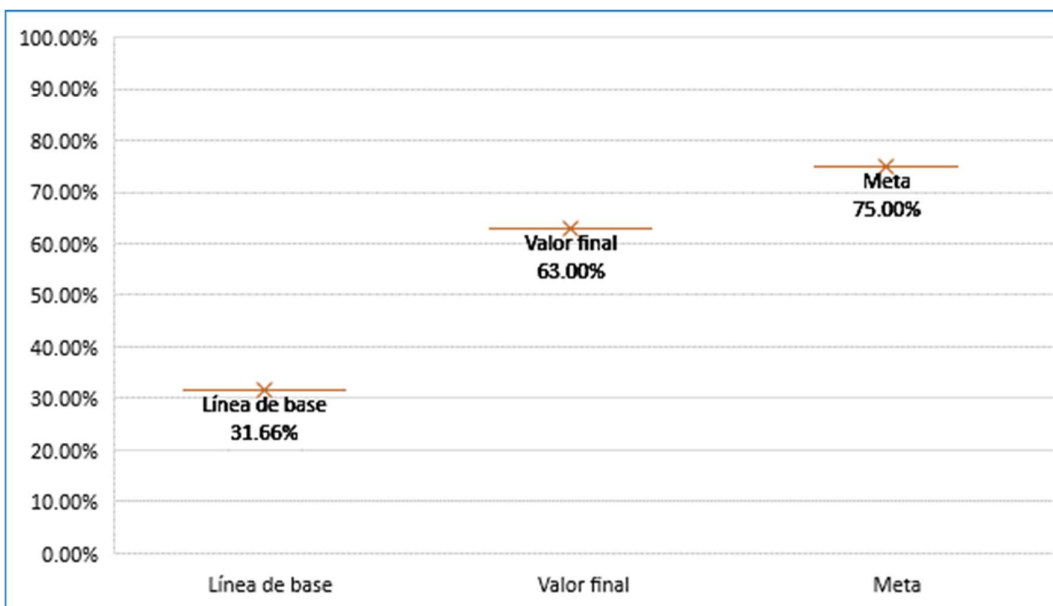 100.00%
90.00%
80.00%
70.00%
60.00%
50.00%
40.00%
30.00%
20.00%
10.00%
0.00%
Meta
75.00%
Valor final
63.00%
Línea de base
31.66%
Línea de base
Valor final
Meta